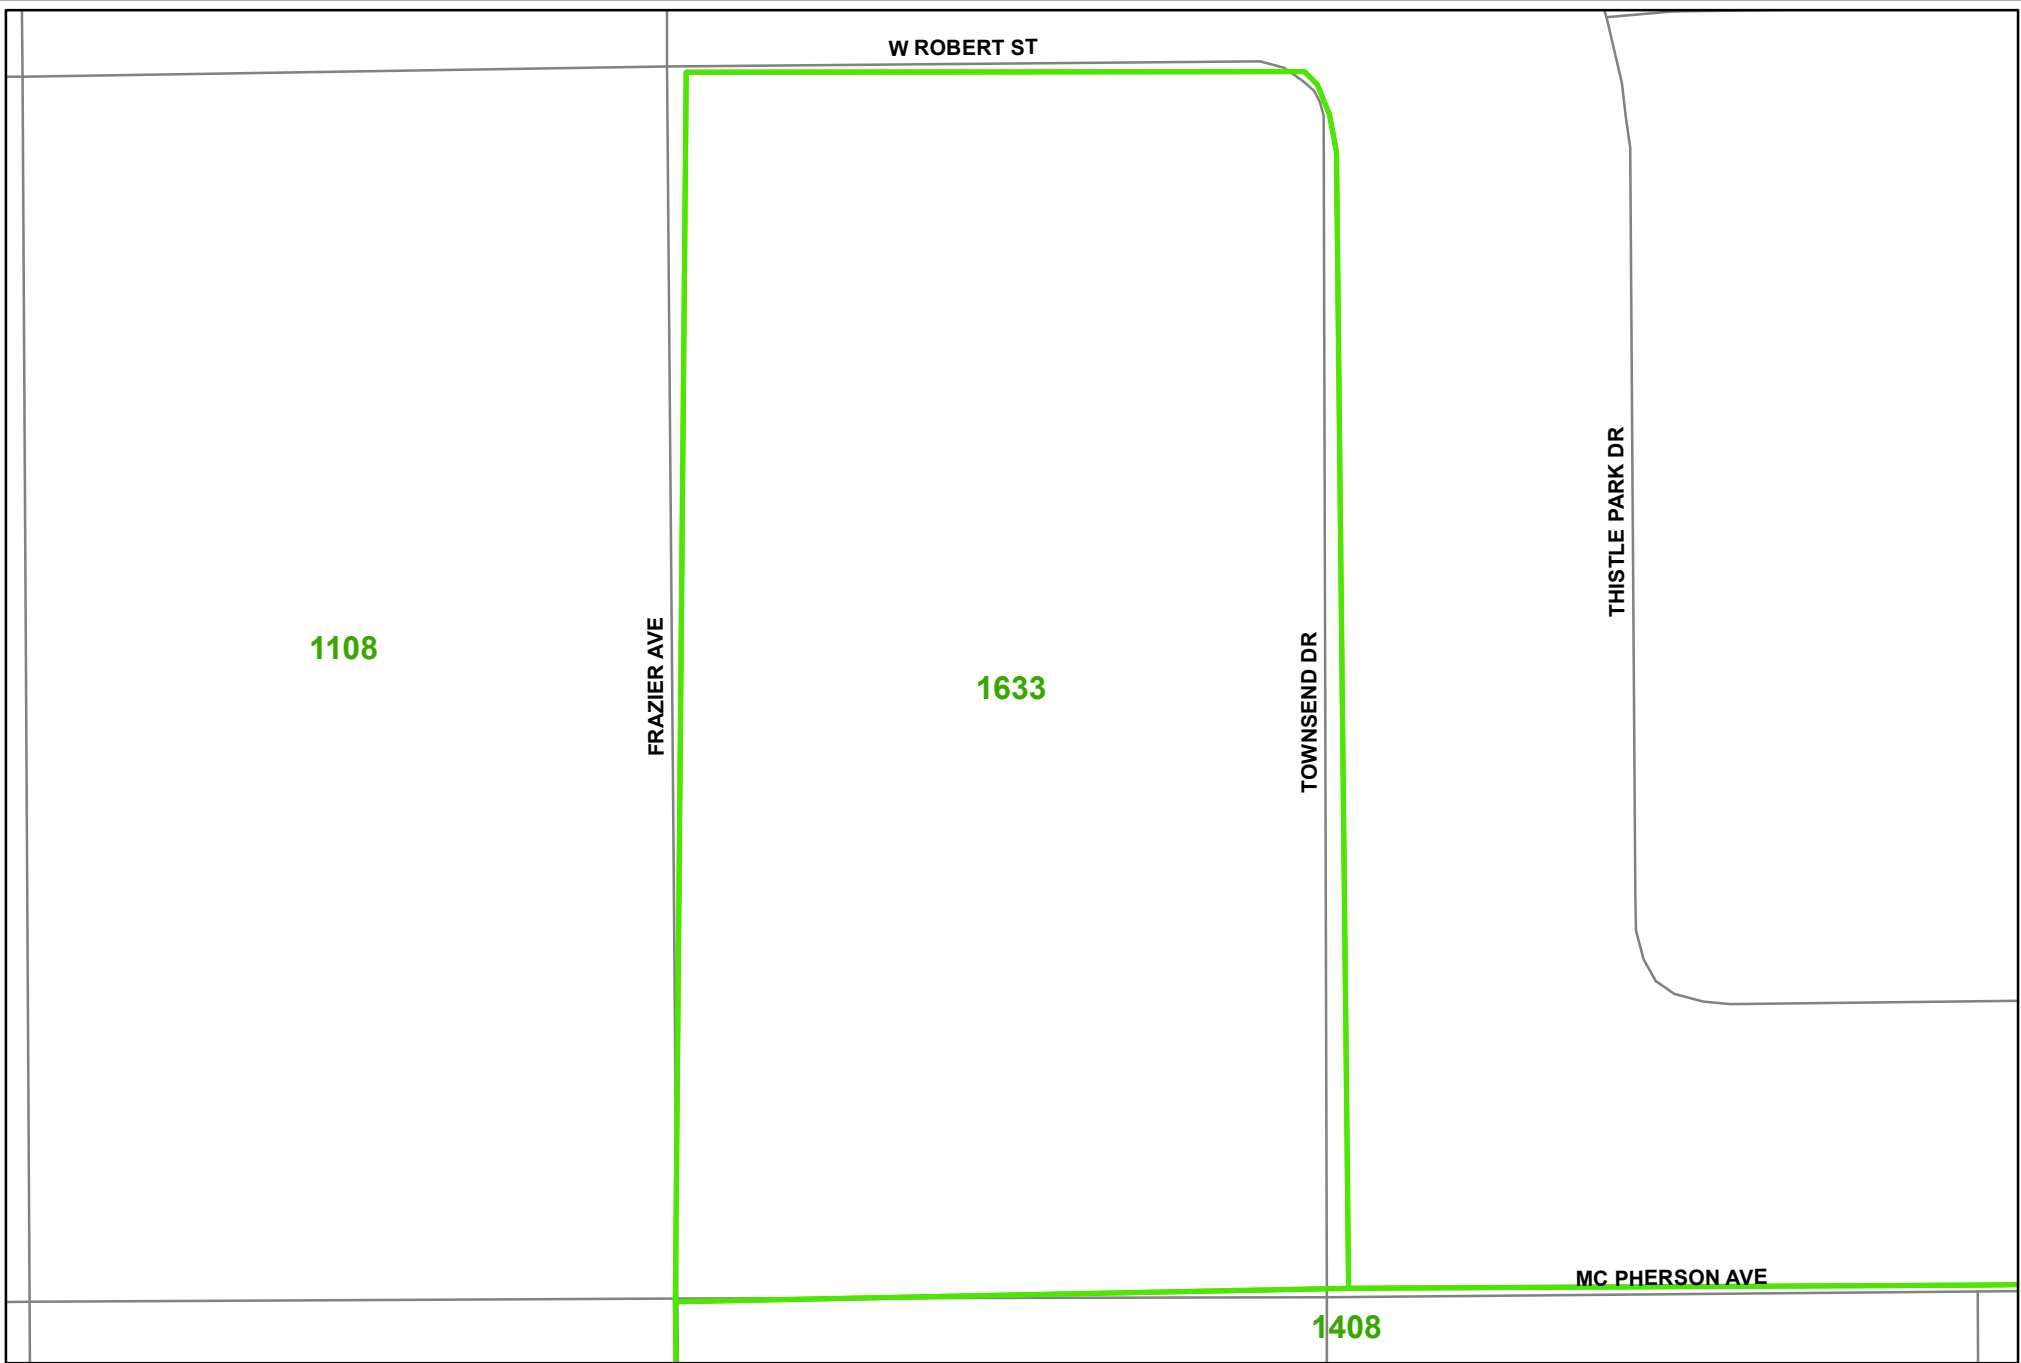 W ROBERT ST
THISTLE PARK DR
1108
FRAZIER AVE
1633
TOWNSEND DR
MC PHERSON AVE
1408